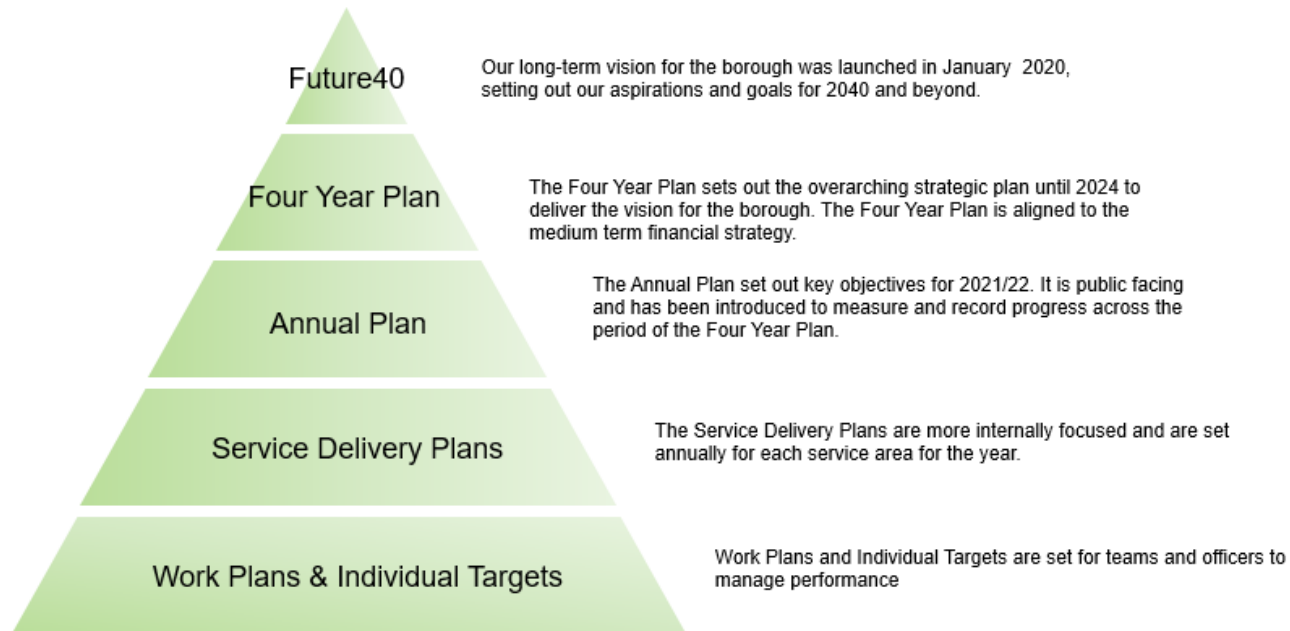 Future40
Our long-term vision for the borough was launched in January 2020,
setting out our aspirations and goals for 2040 and beyond.
Four Year Plan
The Four Year Plan sets out the overarching strategic plan until 2024 to
deliver the vision for the borough. The Four Year Plan is aligned to the
medium term financial strategy.
Annual Plan
The Annual Plan set out key objectives for 2021/22. It is public facing
and has been introduced to measure and record progress across the
period of the Four Year Plan.
Service Delivery Plans
The Service Delivery Plans are more internally focused and are set
annually for each service area for the year.
Work Plans & Individual Targets
Work Plans and Individual Targets are set for teams and officers to
manage performance